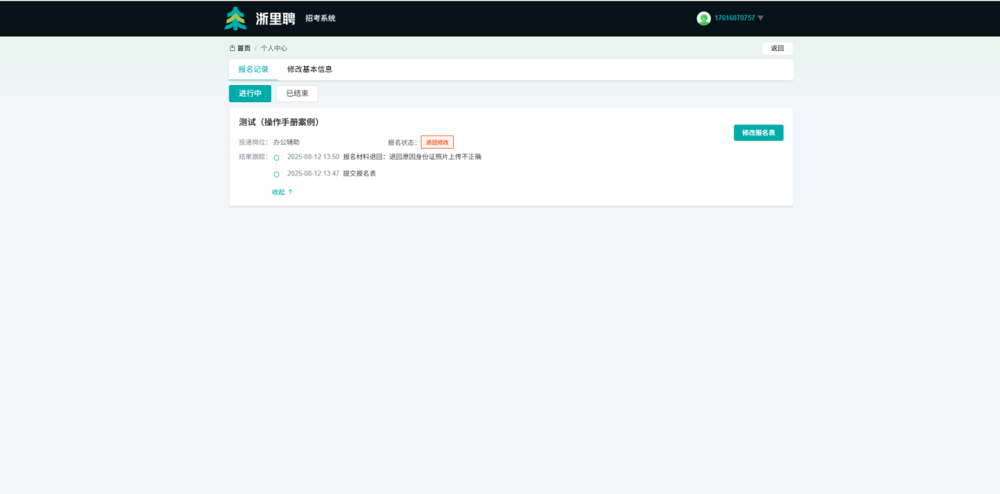 浙里聘 招考系统 17616070757
首页 / 个人中心 返回
报名记录 修改基本信息
进行中 已结束
测试（操作手册案例）
修改报名表
投递岗位： 办公辅助 报名状态： 退回修改
结果跟踪： 2025-08-12 13:50 报名材料退回：退回原因身份证照片上传不正确
2025-08-12 13:47 提交报名表
收起 ↑